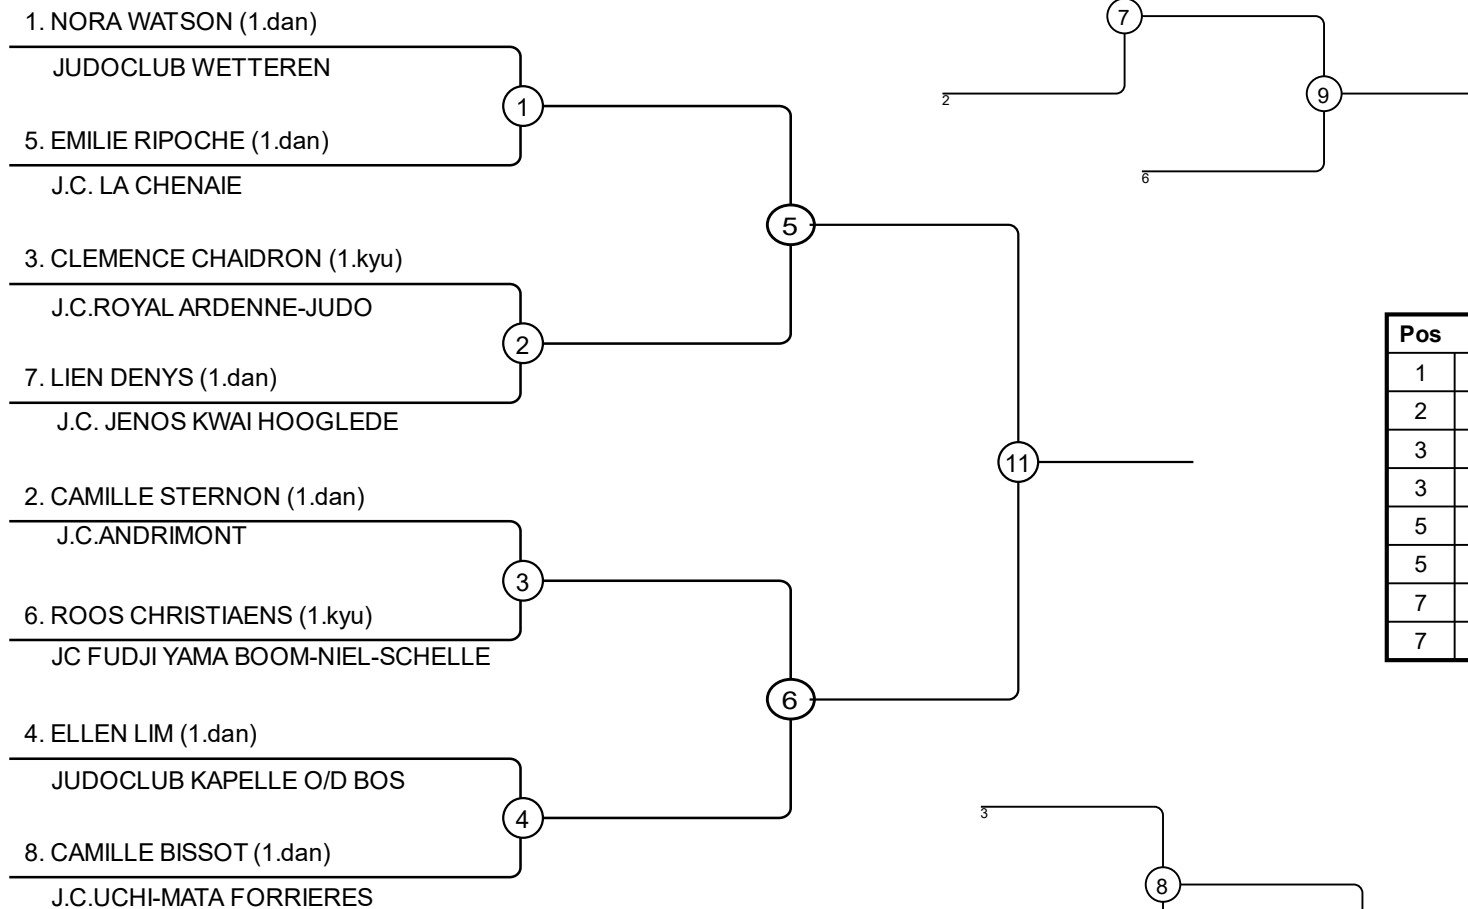 1. NORA WATSON (1.dan)
JUDOCLUB WETTEREN
1
5. EMILIE RIPOCHE (1.dan)
J.C. LA CHENAIE
5
3. CLEMENCE CHAIDRON (1.kyu)
J.C.ROYAL ARDENNE-JUDO
2
7. LIEN DENYS (1.dan)
J.C. JENOS KWAI HOOGLEDE
11
2. CAMILLE STERNON (1.dan)
J.C.ANDRIMONT
3
6. ROOS CHRISTIAENS (1.kyu)
JC FUDJI YAMA BOOM-NIEL-SCHELLE
6
4. ELLEN LIM (1.dan)
JUDOCLUB KAPELLE O/D BOS
4
8. CAMILLE BISSOT (1.dan)
J.C.UCHI-MATA FORRIERES
7
2
9
6
Pos
1
2
3
3
5
5
7
7
3
8